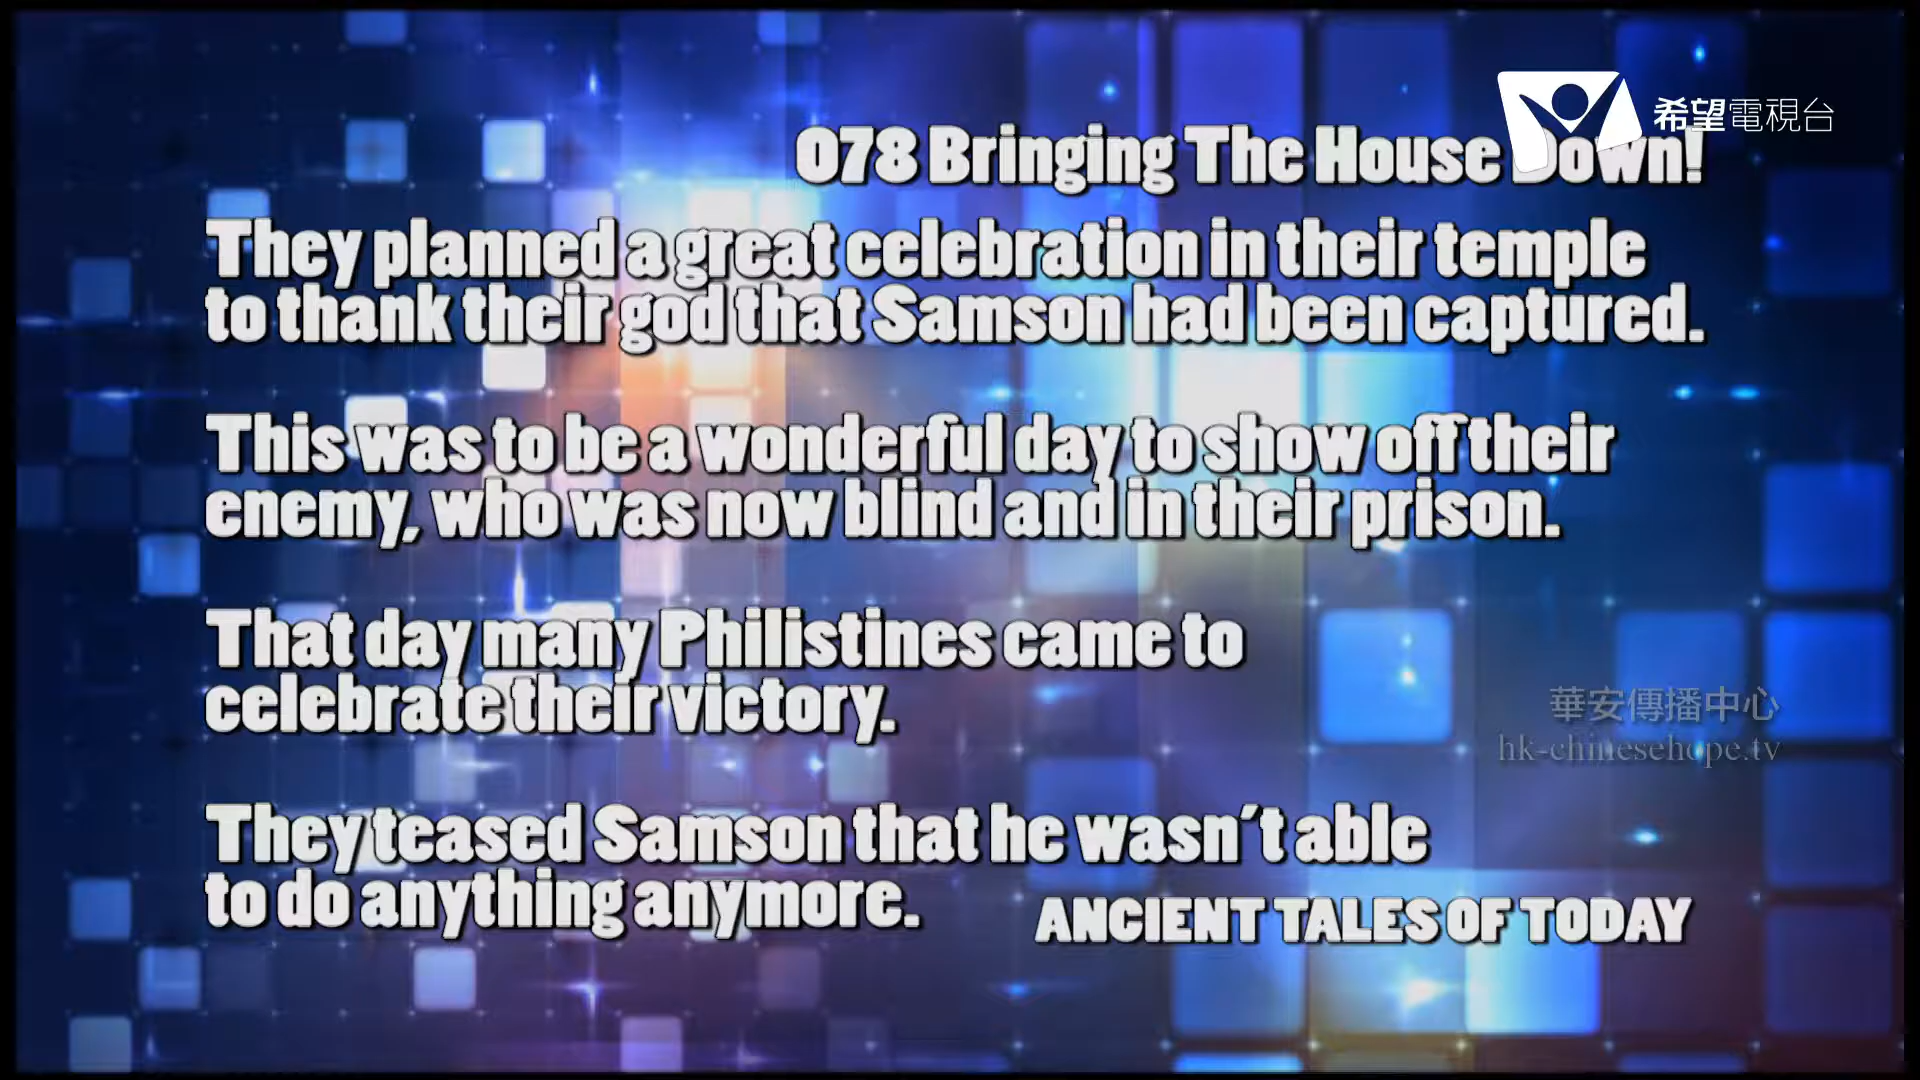 希望電視台
078 Bringing The House Down!
They planned a great celebration in their temple
to thank their god that Samson had been captured.
This was to be a wonderful day to show off their
enemy, who was now blind and in their prison.
That day many Philistines came to
celebrate their victory.
華安傳播中心
hk-chinesehope.tv
They teased Samson that he wasn't able
to do anything anymore.
ANCIENT TALES OF TODAY